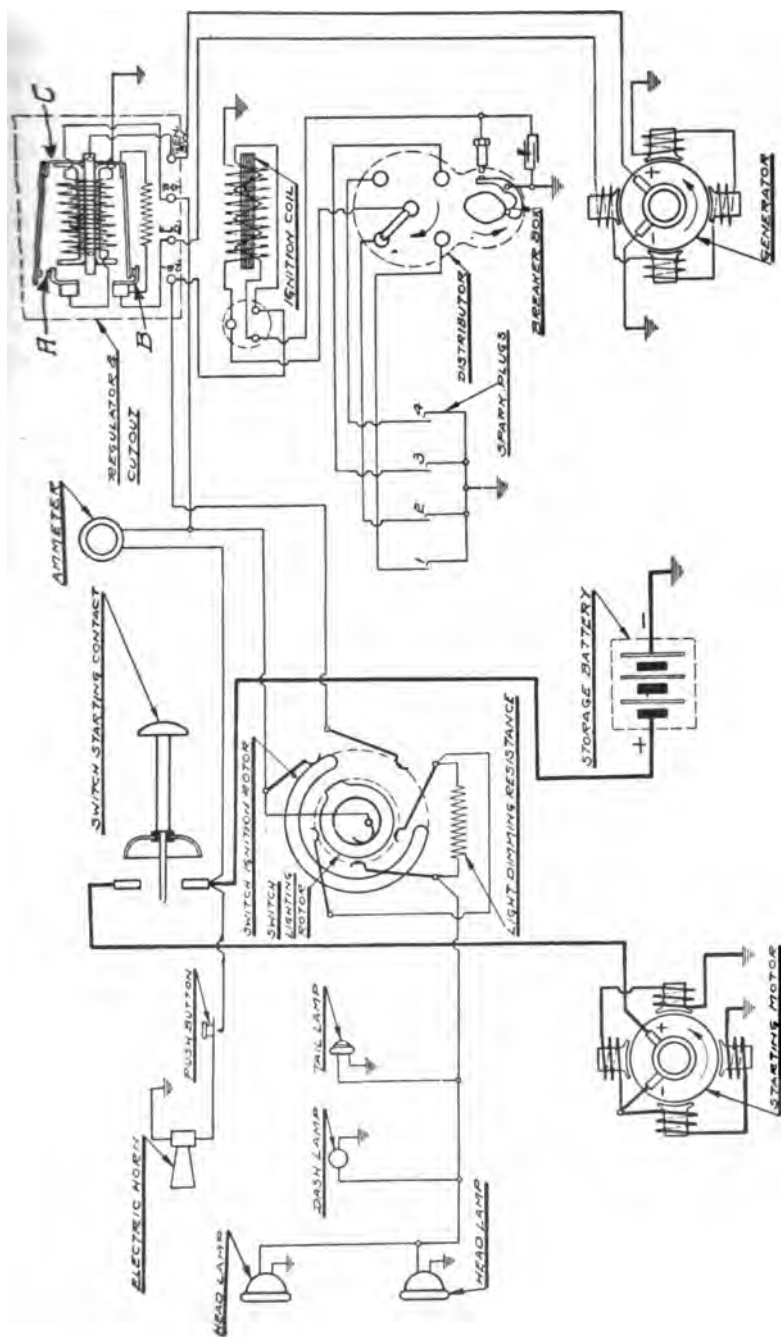 A
C
B
REGULATOR &
CUTOUT
AMMETER
SWITCH STARTING CONTACT
PUSH BUTTON
ELECTRIC HORN
IGNITION COIL
DISTRIBUTOR
BREAKER BOX
SPARK PLUGS
1
2
3
4
SWITCH IGNITION ROTOR
SWITCH
LIGHTING
ROTOR
LIGHT DIMMING RESISTANCE
TAIL LAMP
DASH LAMP
HEAD LAMP
HEAD LAMP
+
-
GENERATOR
STORAGE BATTERY
+
-
STARTING MOTOR
+
-